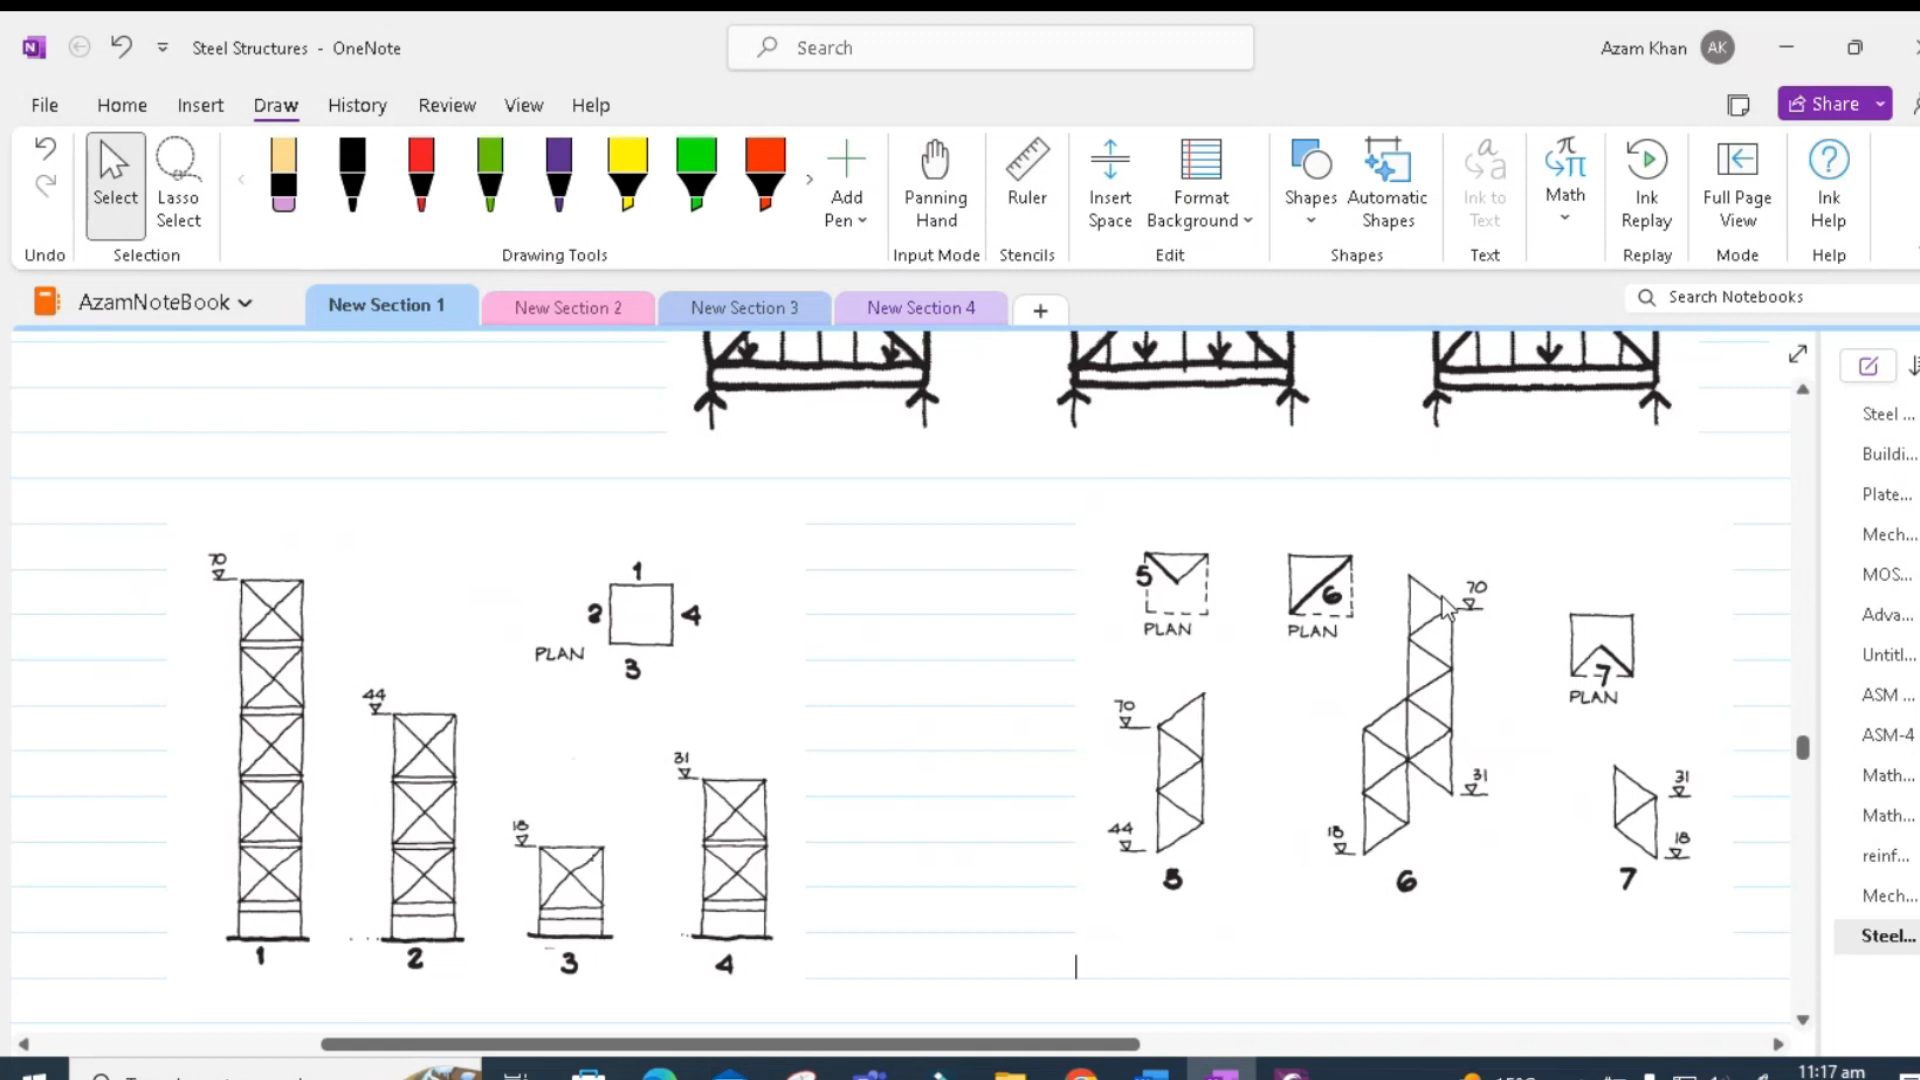 Steel Structures - OneNote
Search
Azam Khan AK
File Home Insert Draw History Review View Help
Share
Select
Lasso Select
Add Pen
Panning Hand
Ruler
Insert Space
Format Background
Shapes
Automatic Shapes
Ink to Text
Math
Ink Replay
Full Page View
Ink Help
Undo Selection Drawing Tools Input Mode Stencils Edit Shapes Text Replay Mode Help
AzamNoteBook
New Section 1 New Section 2 New Section 3 New Section 4 +
Search Notebooks
Steel ...
Buildi...
Plate...
Mech...
MOS...
Adva...
Untitl...
ASM ...
ASM-4
Math...
Math...
reinf...
Mech...
Steel...
70
44
18
31
1
2 4
PLAN
3
1 2 3 4
5
PLAN
6
PLAN
7
PLAN
70
44
5
70
31
18
6
31
18
7
11:17 am